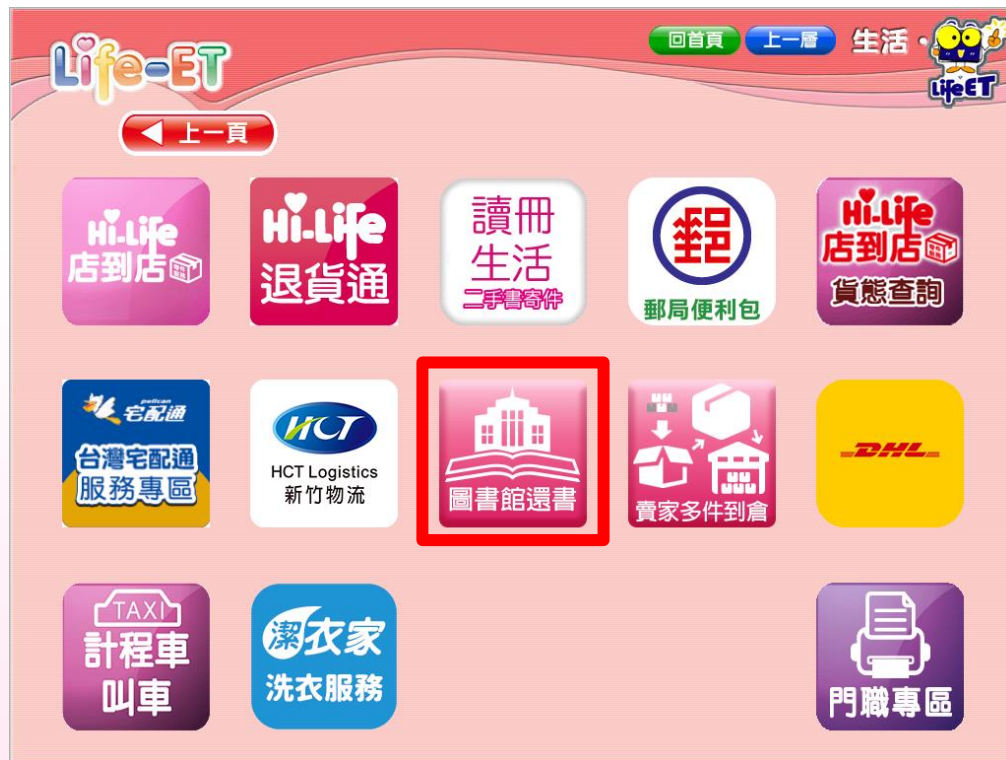 Life-ET
回首頁
上一層
生活・
LifeET
上一頁
Hi-Life
店到店
Hi-Life
退貨通
讀冊
生活
二手書寄件
郵
郵局便利包
Hi-Life
店到店
貨態查詢
pelican
宅配通
台灣宅配通
服務專區
HCT
HCT Logistics
新竹物流
圖書館還書
賣家多件到倉
DHL
TAXI
計程車
叫車
潔衣家
洗衣服務
門職專區